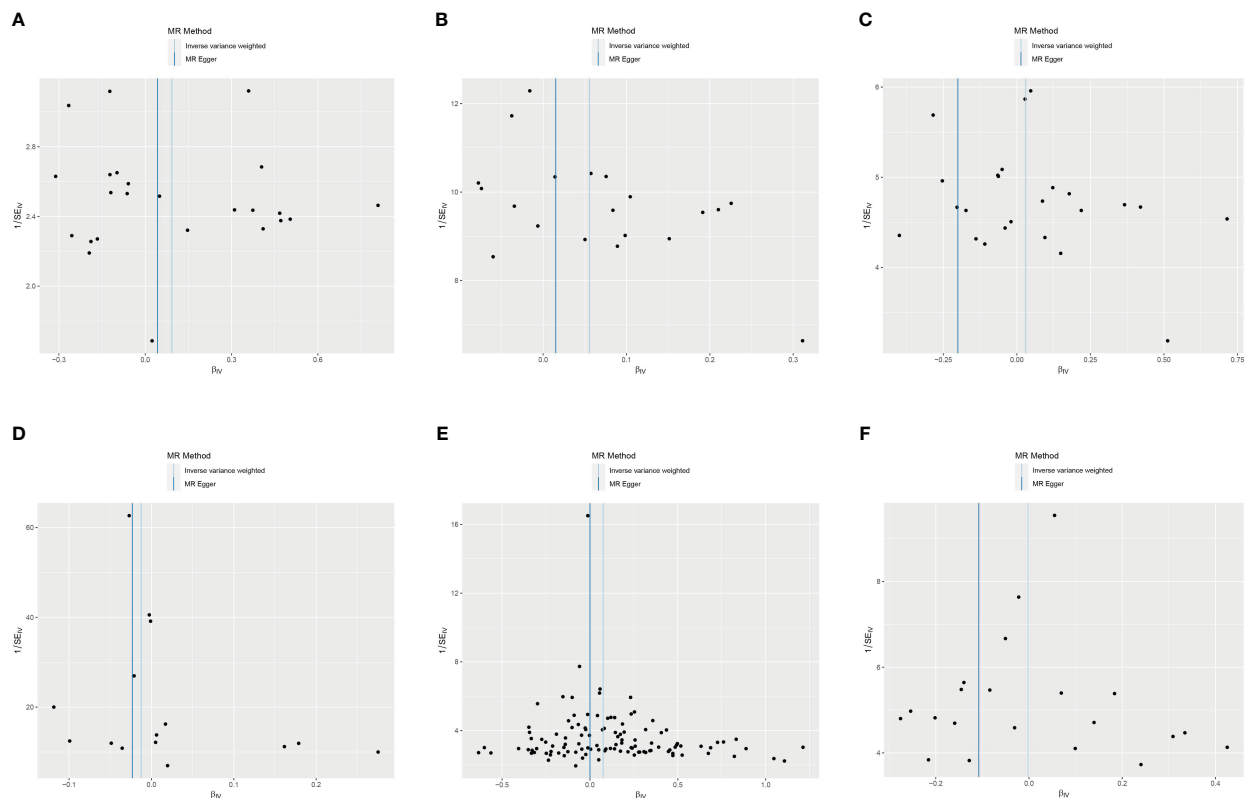 A
MR Method
Inverse variance weighted
MR Egger
2.8
2.4
2.0
1/SE_IV
−0.3
0.0
0.3
0.6
β_IV
B
MR Method
Inverse variance weighted
MR Egger
12
10
8
1/SE_IV
0.0
0.1
0.2
0.3
β_IV
C
MR Method
Inverse variance weighted
MR Egger
6
5
4
1/SE_IV
−0.25
0.00
0.25
0.50
0.75
β_IV
D
MR Method
Inverse variance weighted
MR Egger
60
40
20
1/SE_IV
−0.1
0.0
0.1
0.2
β_IV
E
MR Method
Inverse variance weighted
MR Egger
16
12
8
4
1/SE_IV
−0.5
0.0
0.5
1.0
β_IV
F
MR Method
Inverse variance weighted
MR Egger
8
6
4
1/SE_IV
−0.2
0.0
0.2
0.4
β_IV